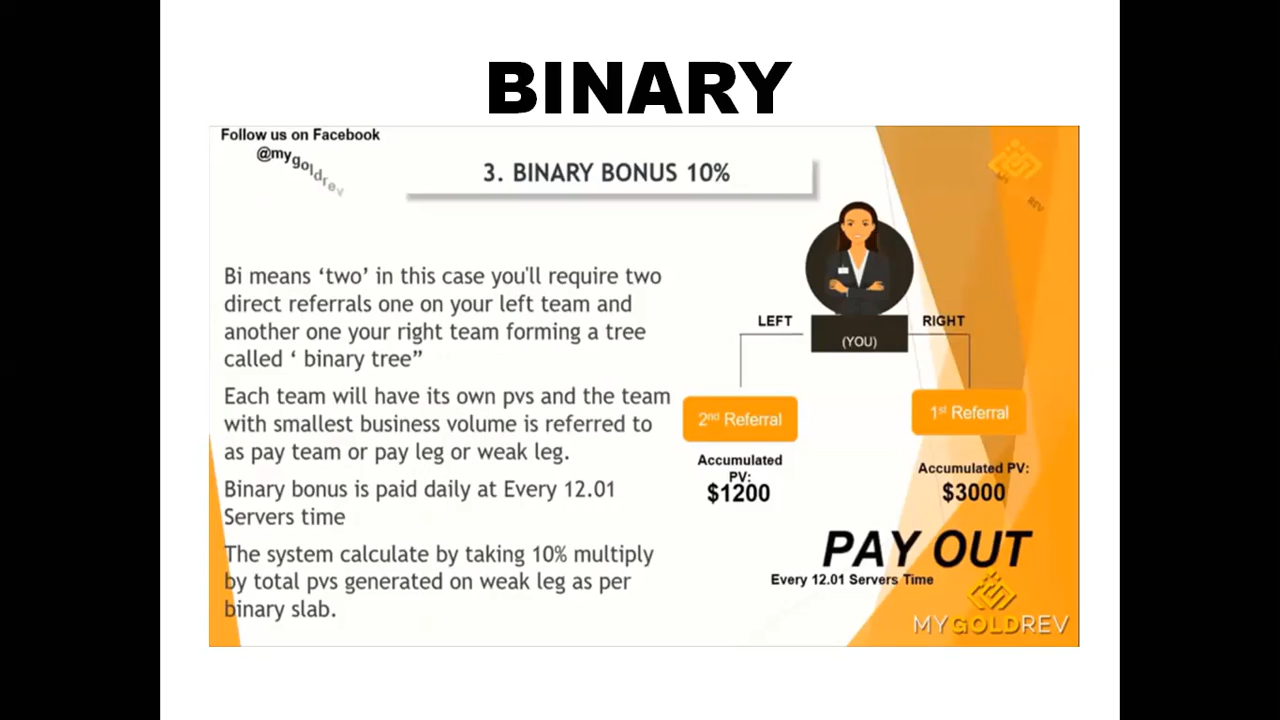 BINARY
Follow us on Facebook
@mygoldrev
3. BINARY BONUS 10%
Bi means ‘two’ in this case you'll require two
direct referrals one on your left team and
another one your right team forming a tree
called ‘ binary tree”
Each team will have its own pvs and the team
with smallest business volume is referred to
as pay team or pay leg or weak leg.
Binary bonus is paid daily at Every 12.01
Servers time
The system calculate by taking 10% multiply
by total pvs generated on weak leg as per
binary slab.
LEFT
RIGHT
(YOU)
2nd Referral
1st Referral
Accumulated
PV:
$1200
Accumulated PV:
$3000
PAY OUT
Every 12.01 Servers Time
MYGOLDREV
REV